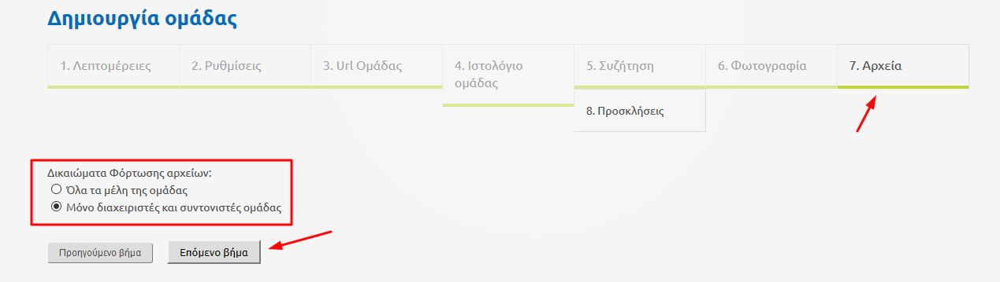 Δημιουργία ομάδας
1. Λεπτομέρειες
2. Ρυθμίσεις
3. Url Ομάδας
4. Ιστολόγιο
ομάδας
5. Συζήτηση
6. Φωτογραφία
7. Αρχεία
8. Προσκλήσεις
Δικαιώματα Φόρτωσης αρχείων:
Όλα τα μέλη της ομάδας
Μόνο διαχειριστές και συντονιστές ομάδας
Προηγούμενο βήμα
Επόμενο βήμα